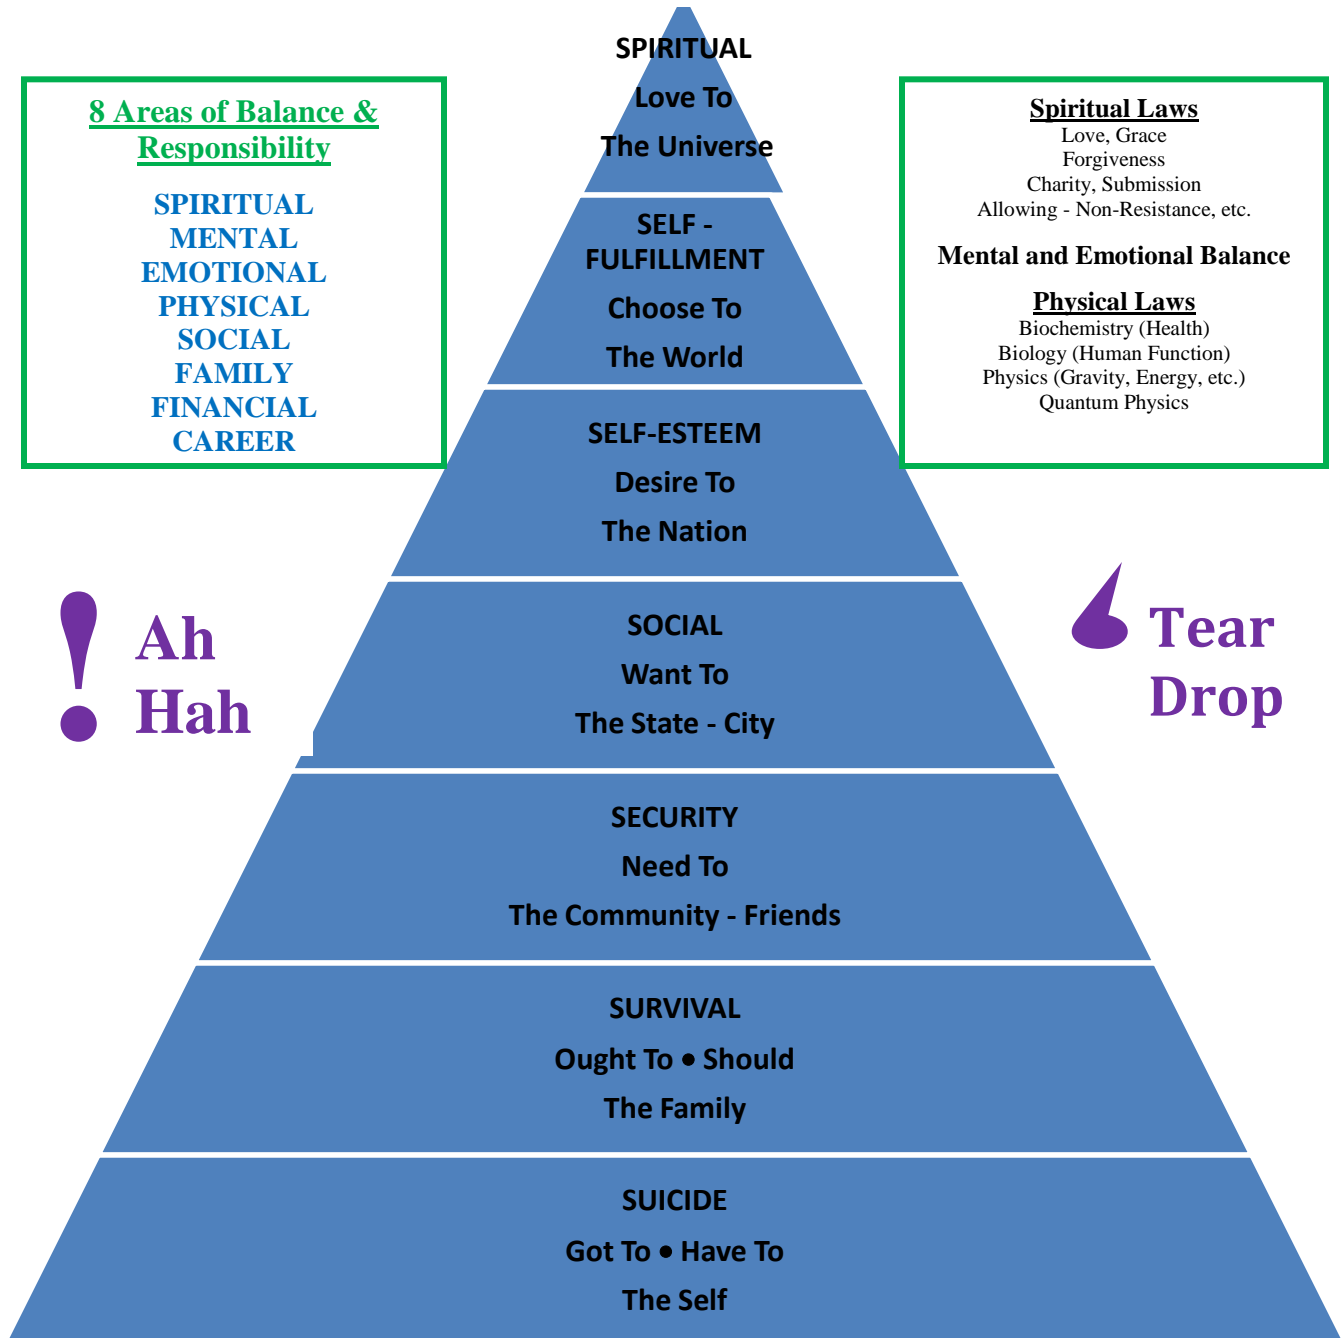 SPIRITUAL
Love To
The Universe
8 Areas of Balance &
Responsibility
SPIRITUAL
MENTAL
EMOTIONAL
PHYSICAL
SOCIAL
FAMILY
FINANCIAL
CAREER
Spiritual Laws
Love, Grace
Forgiveness
Charity, Submission
Allowing - Non-Resistance, etc.
Mental and Emotional Balance
Physical Laws
Biochemistry (Health)
Biology (Human Function)
Physics (Gravity, Energy, etc.)
Quantum Physics
SELF -
FULFILLMENT
Choose To
The World
SELF-ESTEEM
Desire To
The Nation
!
Ah
Hah
Tear
Drop
SOCIAL
Want To
The State - City
SECURITY
Need To
The Community - Friends
SURVIVAL
Ought To • Should
The Family
SUICIDE
Got To • Have To
The Self